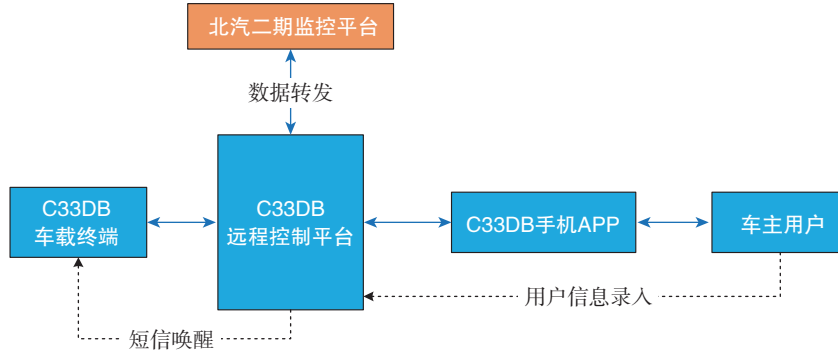 北汽二期监控平台
数据转发
C33DB
车载终端
C33DB
远程控制平台
C33DB手机APP
车主用户
用户信息录入
短信唤醒